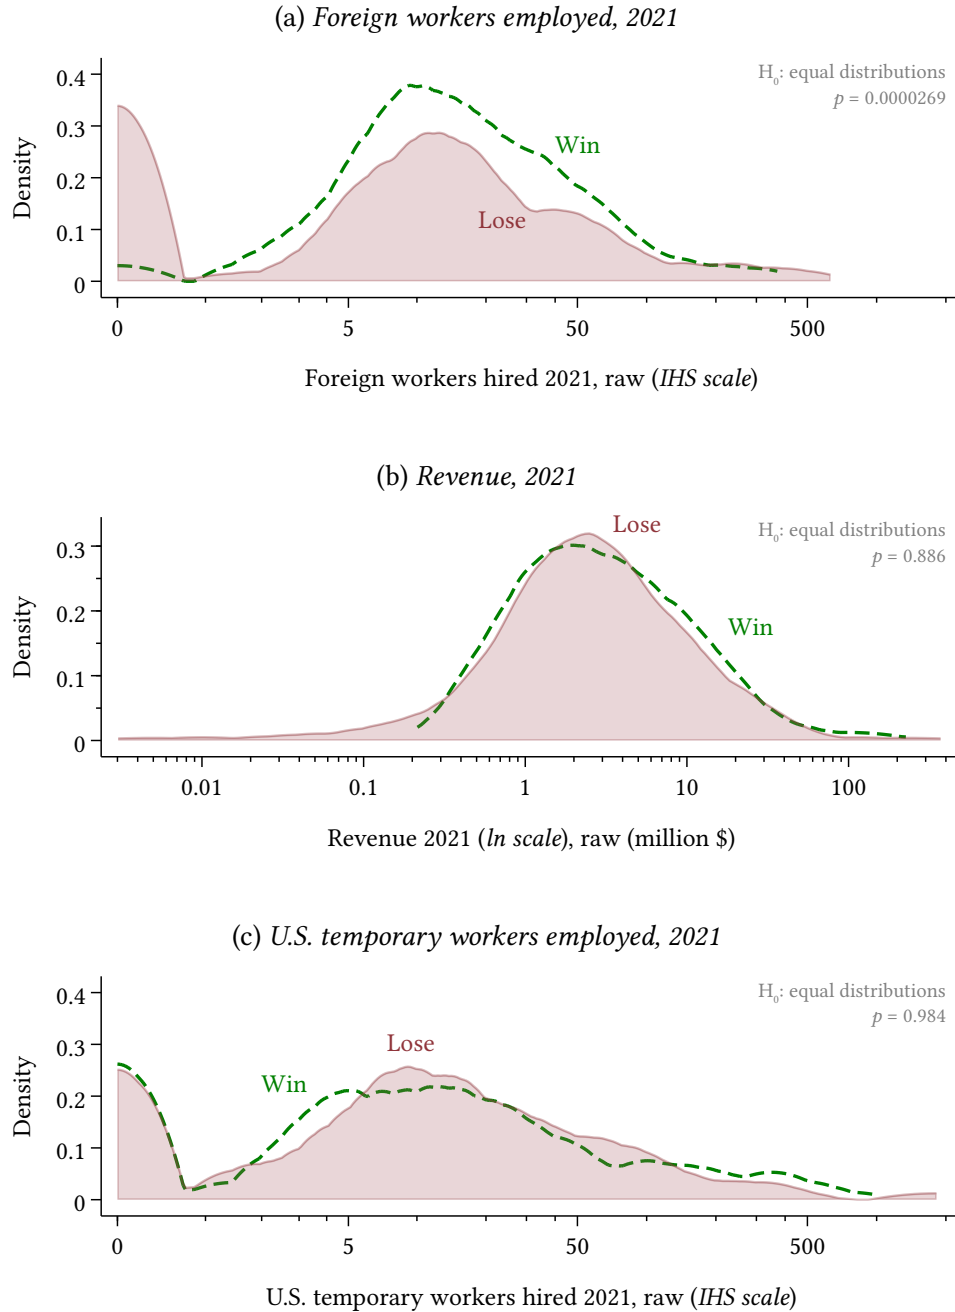 (a) Foreign workers employed, 2021
H0: equal distributions
p = 0.0000269
0.4
0.3
0.2
0.1
0
Density
Win
Lose
0 5 50 500
Foreign workers hired 2021, raw (IHS scale)
(b) Revenue, 2021
H0: equal distributions
p = 0.886
0.3
0.2
0.1
0
Density
Lose
Win
0.01 0.1 1 10 100
Revenue 2021 (ln scale), raw (million $)
(c) U.S. temporary workers employed, 2021
H0: equal distributions
p = 0.984
0.4
0.3
0.2
0.1
0
Density
Lose
Win
0 5 50 500
U.S. temporary workers hired 2021, raw (IHS scale)